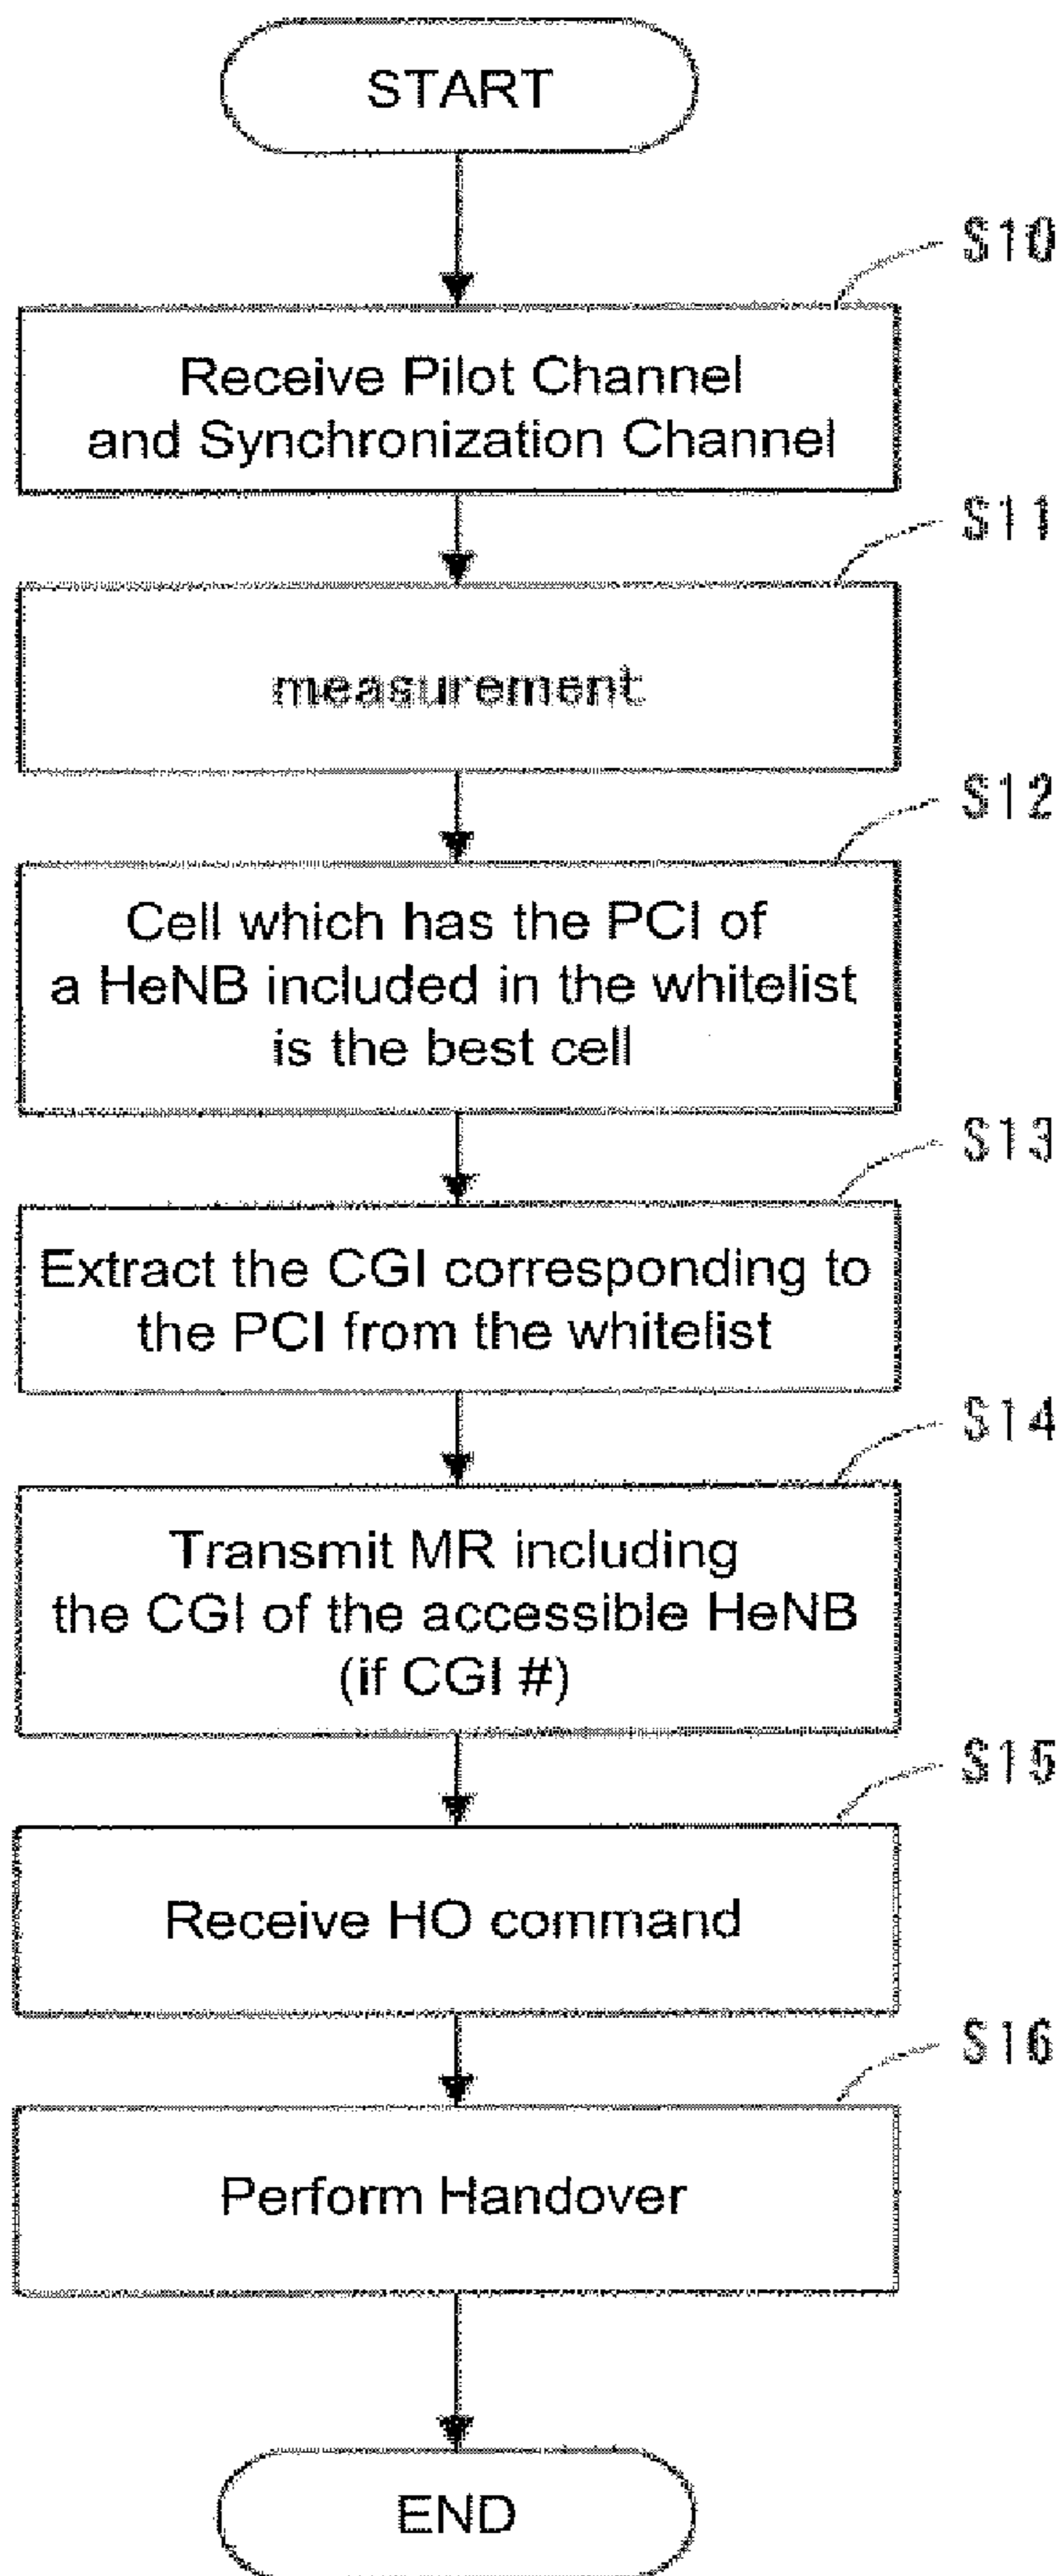 START
S10
Receive Pilot Channel
and Synchronization Channel
S11
measurement
S12
Cell which has the PCI of
a HeNB included in the whitelist
is the best cell
S13
Extract the CGI corresponding to
the PCI from the whitelist
S14
Transmit MR including
the CGI of the accessible HeNB
(if CGI #)
S15
Receive HO command
S16
Perform Handover
END